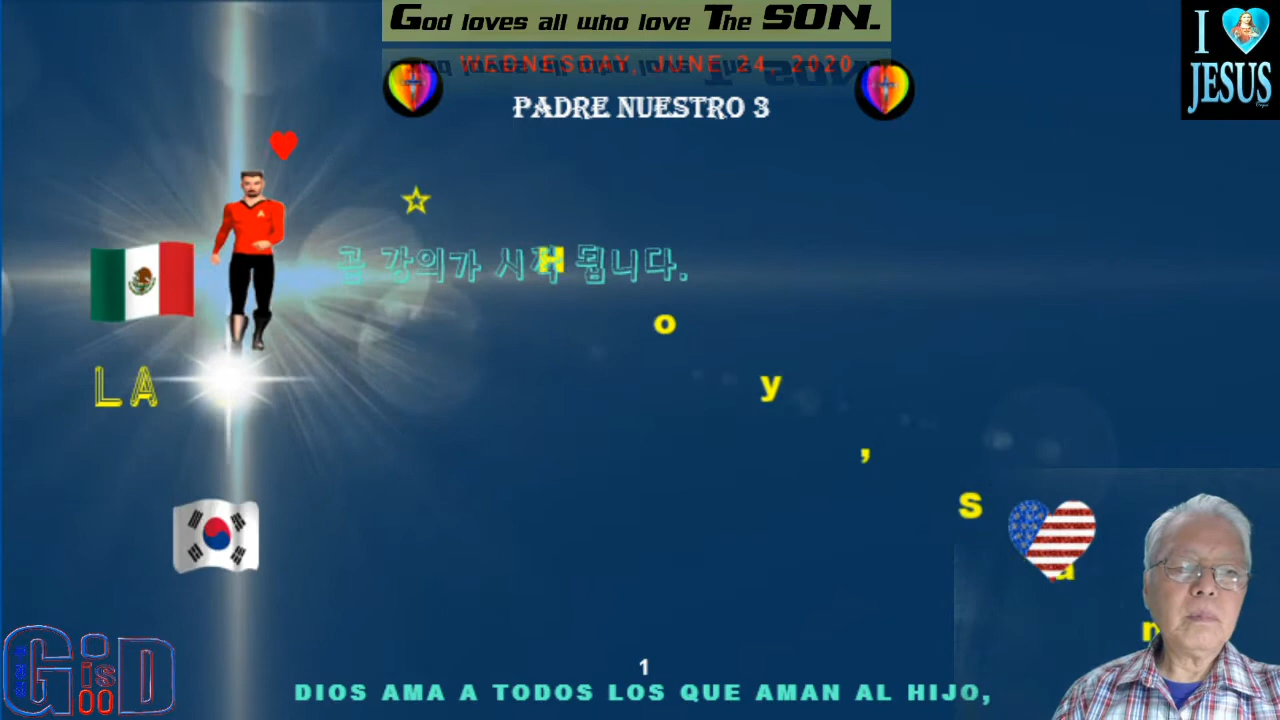 God loves all who love The SON.
WEDNESDAY, JUNE 24, 2020
PADRE NUESTRO 3
I
JESUS
곧 강의가 시작 됩니다.
H
o
y
,
S
a
n
LA
G is D
1
DIOS AMA A TODOS LOS QUE AMAN AL HIJO,